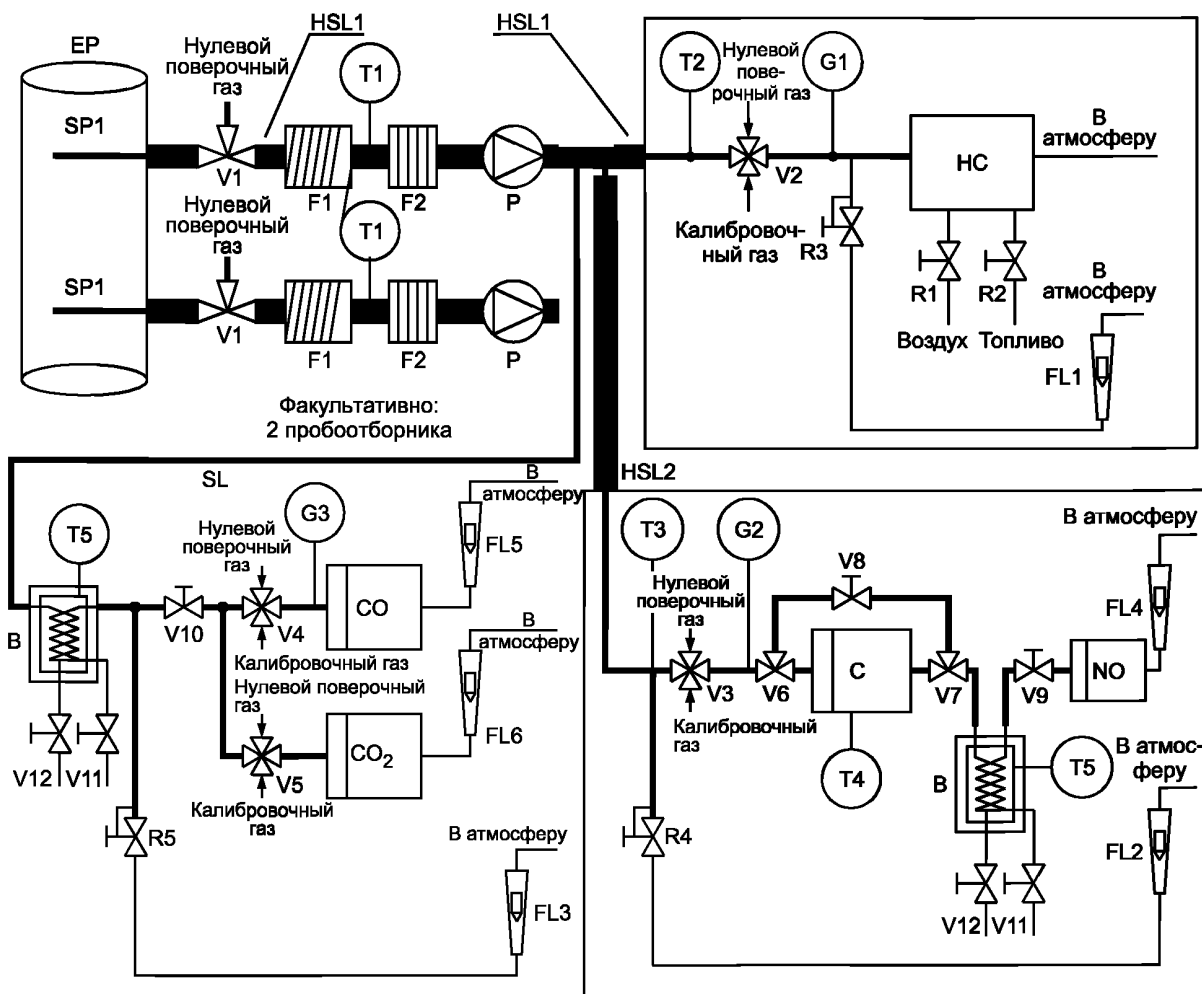 HSL1
HSL1
EP
Нулевой
поверочный
газ
T1
SP1
V1
F1
F2
P
Нулевой
поверочный
газ
T1
SP1
V1
F1
F2
P
Факультативно:
2 пробоотборника
T2
Нулевой
пове-
рочный газ
G1
V2
Калибровоч-
ный газ
R3
HC
В
атмосферу
R1
R2
Воздух
Топливо
В
атмосферу
FL1
SL
HSL2
T5
B
V12
V11
V10
Нулевой
поверочный
газ
G3
V4
CO
Калибровочный газ
Нулевой поверочный
газ
V5
CO2
Калибровочный
газ
В
атмосферу
FL5
В
атмосферу
FL6
R5
В атмосферу
FL3
T3
G2
Нулевой
поверочный
газ
V3
Калибровочный
газ
V6
V8
C
T4
V7
V9
NO
В атмосферу
FL4
B
T5
V12
V11
В атмос-
феру
FL2
R4